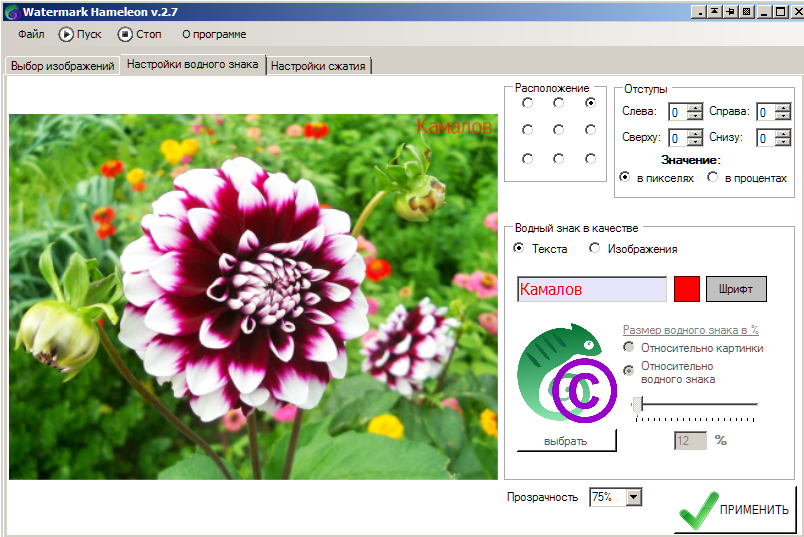 Watermark Hameleon v.2.7
Файл Пуск Стоп О программе
Выбор изображений Настройки водного знака Настройки сжатия
Камалов
Расположение
Отступы
Слева: 0 Справа: 0
Сверху: 0 Снизу: 0
Значение:
в пикселях в процентах
Водный знак в качестве
Текста Изображения
Камалов Шрифт
Размер водного знака в %
Относительно картинки
Относительно
водного знака
C
выбрать
12 %
Прозрачность 75%
ПРИМЕНИТЬ